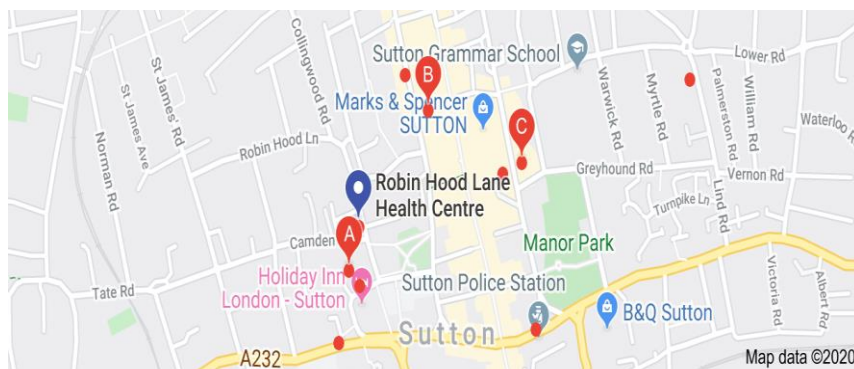 Sutton Grammar School
Lower Rd
Collingwood Rd
B
Marks & Spencer
SUTTON
St James' Rd
St James Ave
Norman Rd
Warwick Rd
Myrtle Rd
Palmerston Rd
William Rd
Waterloo
C
Robin Hood Ln
Greyhound Rd
Vernon Rd
Robin Hood Lane
Health Centre
Turnpike Ln
Lind Rd
A
Camden
Manor Park
Holiday Inn
London - Sutton
Sutton Police Station
Tate Rd
Victoria Rd
Albert Rd
B&Q Sutton
Sutton
A232
Map data ©2020